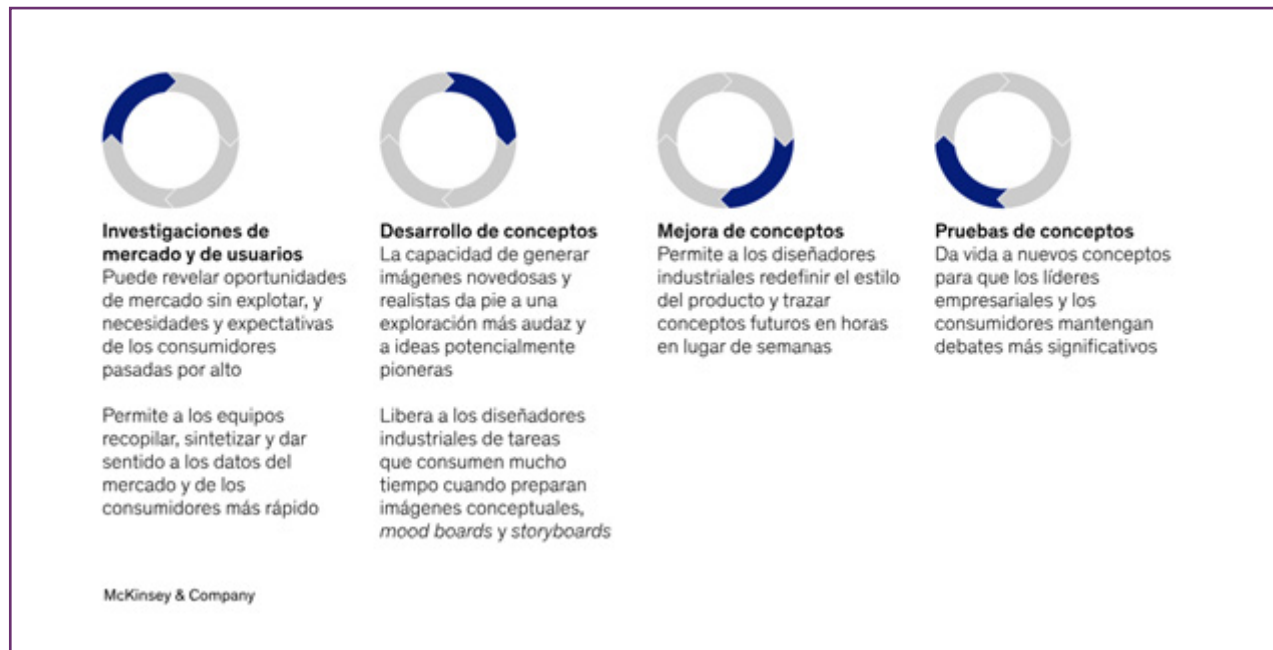 Investigaciones de
mercado y de usuarios
Puede revelar oportunidades
de mercado sin explotar, y
necesidades y expectativas
de los consumidores
pasadas por alto
Permite a los equipos
recopilar, sintetizar y dar
sentido a los datos del
mercado y de los
consumidores más rápido
Desarrollo de conceptos
La capacidad de generar
imágenes novedosas y
realistas da pie a una
exploración más audaz y
a ideas potencialmente
pioneras
Libera a los diseñadores
industriales de tareas
que consumen mucho
tiempo cuando preparan
imágenes conceptuales,
mood boards y storyboards
Mejora de conceptos
Permite a los diseñadores
industriales redefinir el estilo
del producto y trazar
conceptos futuros en horas
en lugar de semanas
Pruebas de conceptos
Da vida a nuevos conceptos
para que los líderes
empresariales y los
consumidores mantengan
debates más significativos
McKinsey & Company